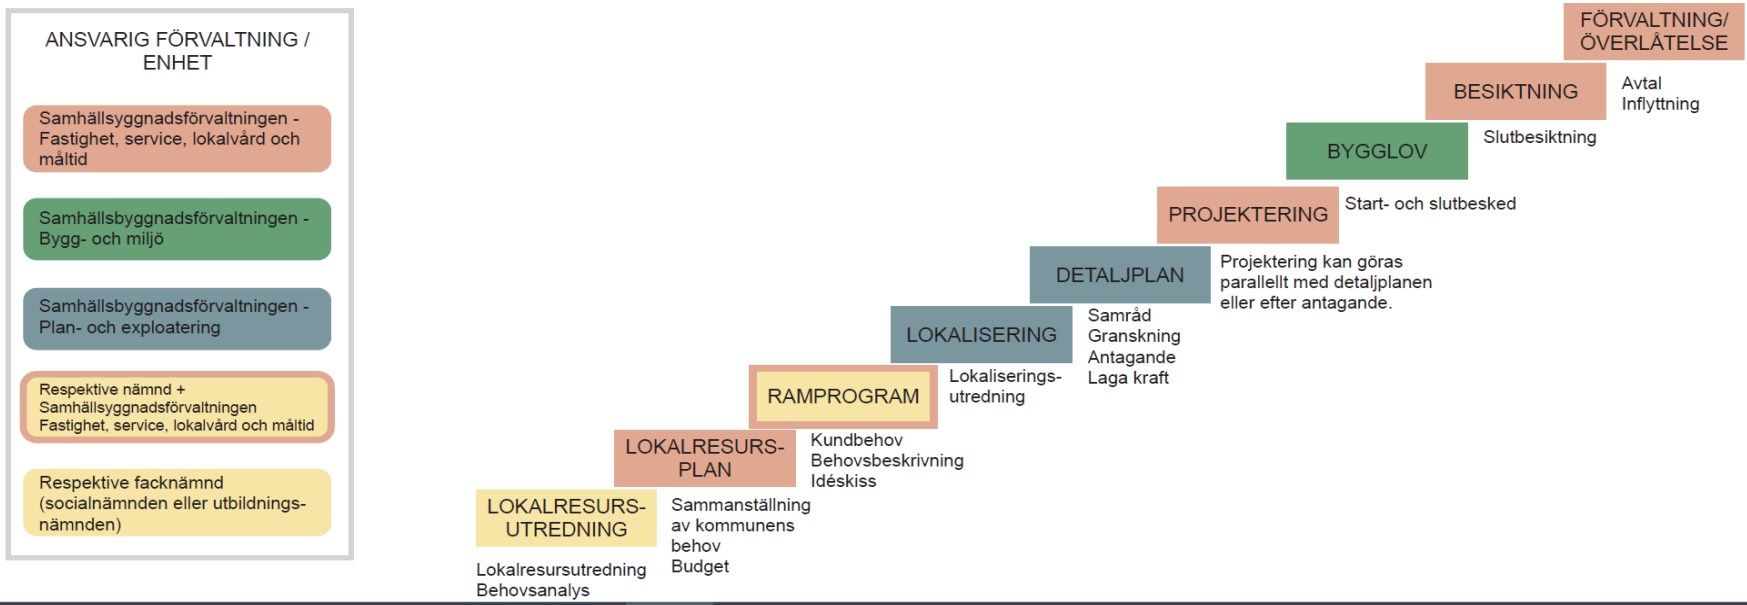 ANSVARIG FÖRVALTNING /
ENHET
Samhällsyggnadsförvaltningen -
Fastighet, service, lokalvård och
måltid
Samhällsbyggnadsförvaltningen -
Bygg- och miljö
Samhällsbyggnadsförvaltningen -
Plan- och exploatering
Respektive nämnd +
Samhällsyggnadsförvaltningen
Fastighet, service, lokalvård och måltid
Respektive facknämnd
(socialnämnden eller utbildnings-
nämnden)
LOKALRESURS-
UTREDNING
Lokalresursutredning
Behovsanalys
LOKALRESURS-
PLAN
Sammanställning
av kommunens
behov
Budget
RAMPROGRAM
Kundbehov
Behovsbeskrivning
Idéskiss
LOKALISERING
Lokaliserings-
utredning
DETALJPLAN
Samråd
Granskning
Antagande
Laga kraft
PROJEKTERING
Projektering kan göras
parallellt med detaljplanen
eller efter antagande.
BYGGLOV
Start- och slutbesked
BESIKTNING
Slutbesiktning
FÖRVALTNING/
ÖVERLÅTELSE
Avtal
Inflyttning